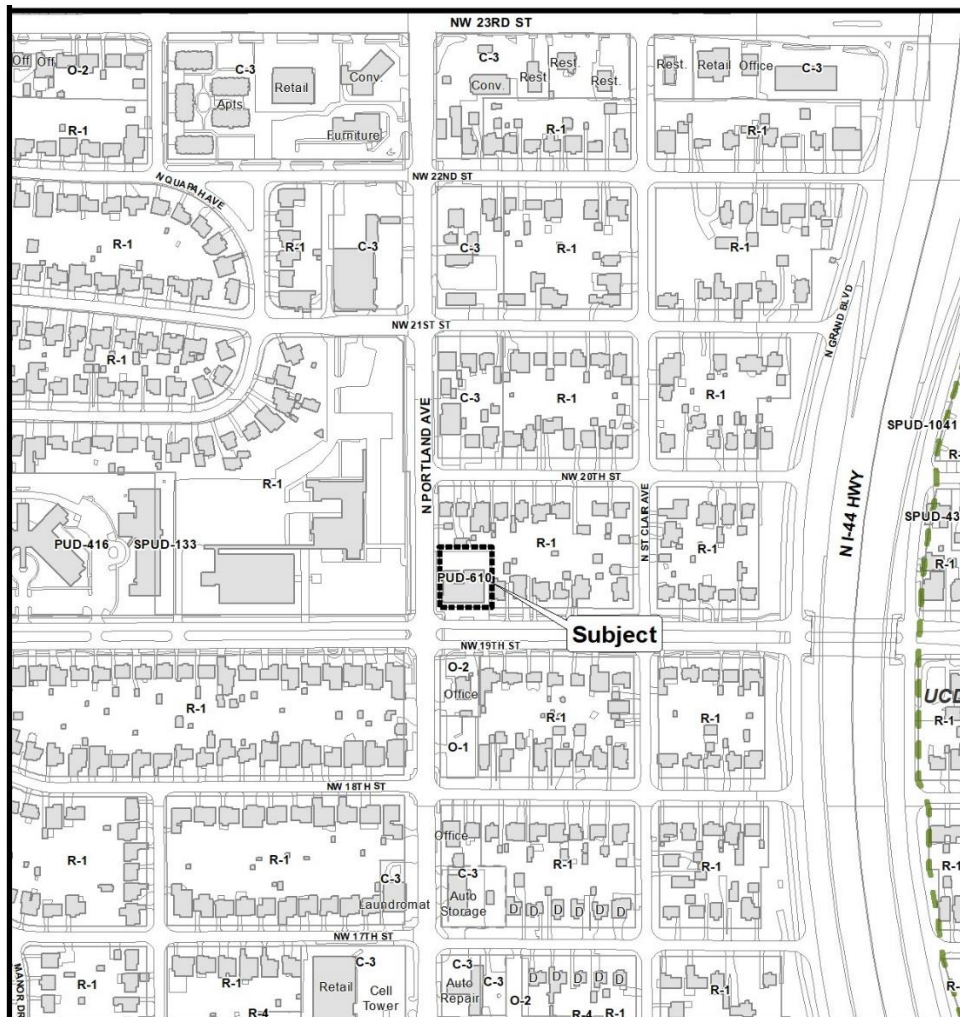 NW 23RD ST
Off
Off
O-2
C-3
Apts
Retail
Conv.
Furniture
C-3
Conv.
Rest
Rest.
Rest.
Rest.
Retail
Office
C-3
R-1
R-1
R-1
NW 22ND ST
N QUAPAH AVE
R-1
R-1
C-3
C-3
R-1
R-1
NW 21ST ST
N GRAND BLVD
R-1
C-3
R-1
R-1
N PORTLAND AVE
SPUD-1041
R-
NW 20TH ST
R-1
N ST CLAIR AVE
N I-44 HWY
SPUD-43
PUD-416
SPUD-133
R-1
R-1
R-1
PUD-610
Subject
NW 19TH ST
O-2
Office
R-1
R-1
R-1
O-1
UCD
R-1
NW 18TH ST
Office
R-1
R-1
C-3
Laundromat
C-3
Auto
Storage
R-1
R-1
R-1
D D D D D D
NW 17TH ST
MANOR DR
R-1
R-1
R-4
Retail
C-3
Cell
Tower
C-3
Auto
Repair
C-3
O-2
D D D D
R-4
R-1
R-1
R-